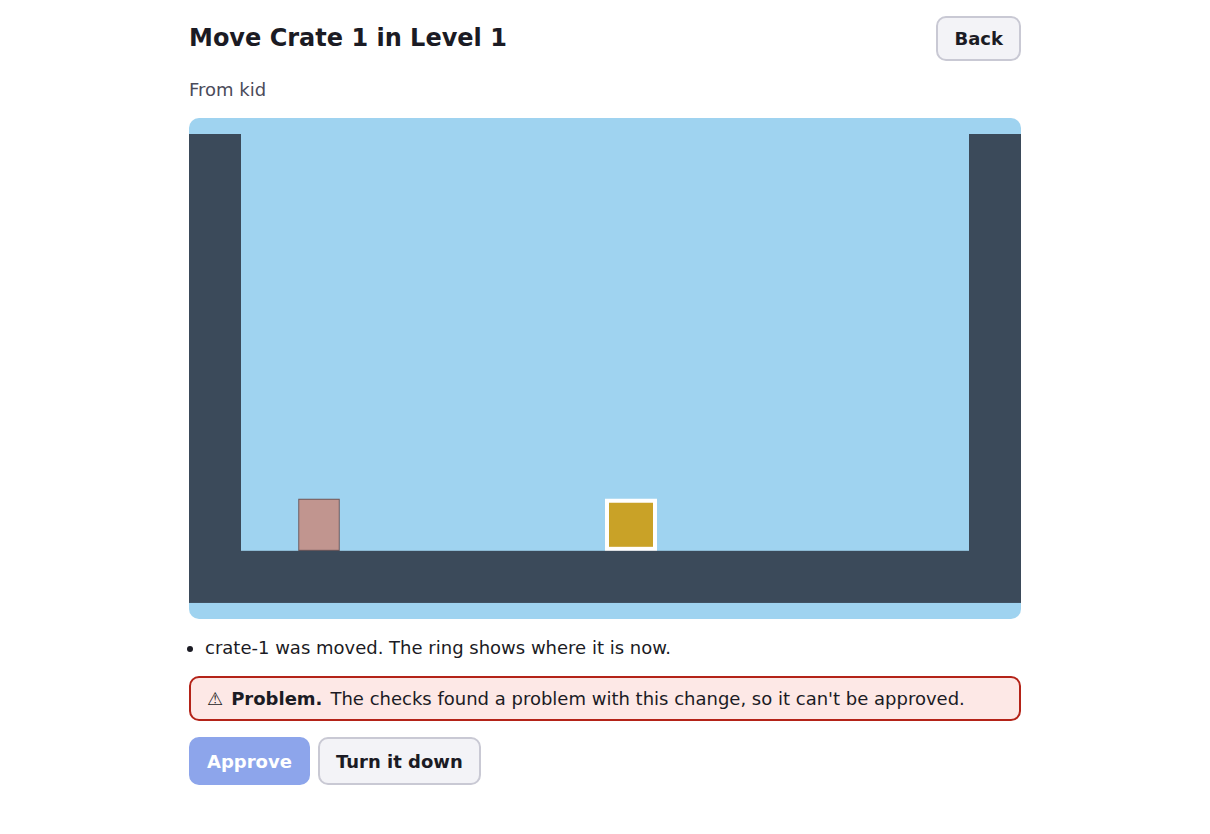 Move Crate 1 in Level 1
Back
From kid
crate-1 was moved. The ring shows where it is now.
⚠ Problem. The checks found a problem with this change, so it can't be approved.
Approve
Turn it down